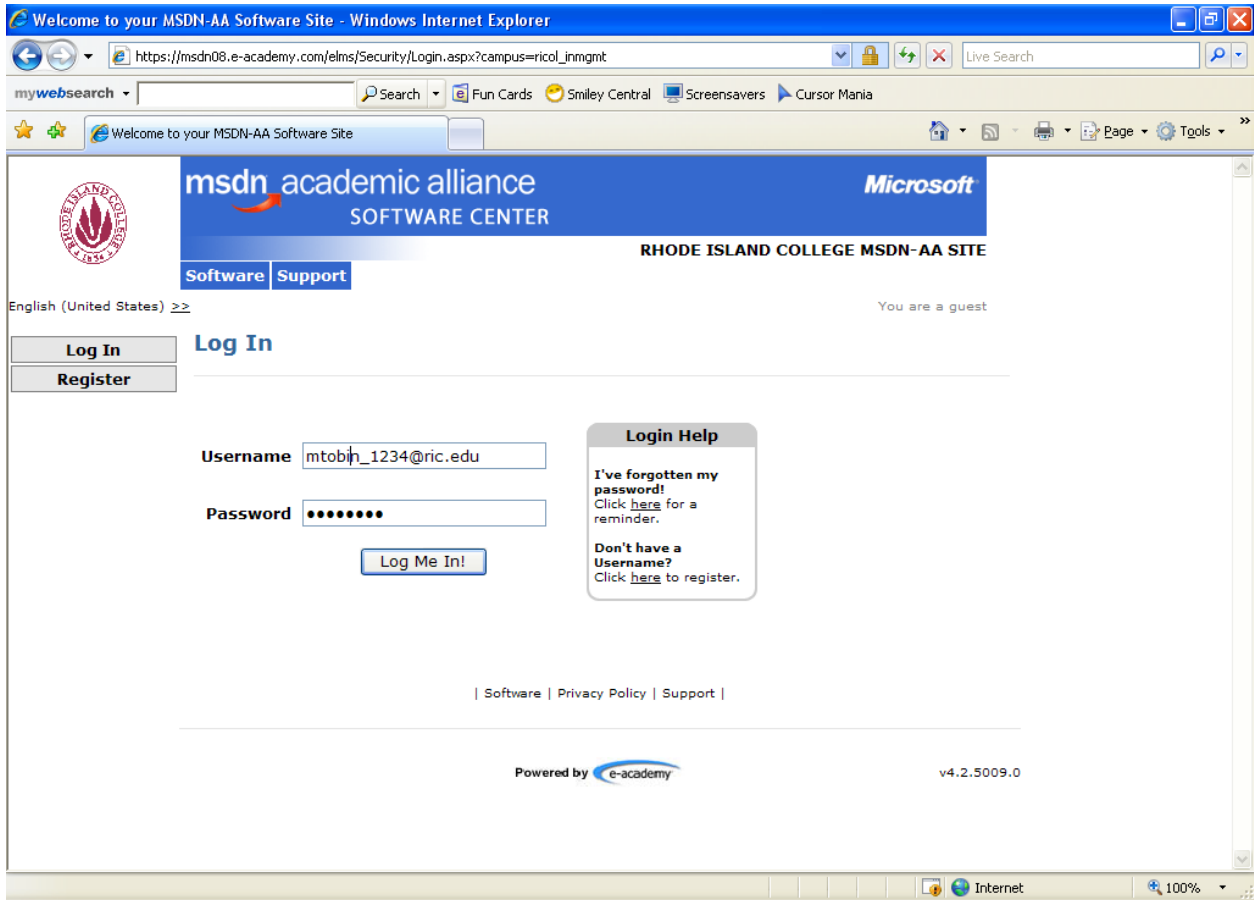 Welcome to your MSDN-AA Software Site - Windows Internet Explorer
https://msdn08.e-academy.com/elms/Security/Login.aspx?campus=ricol_inmgmt
Live Search
mywebsearch
Search
Fun Cards
Smiley Central
Screensavers
Cursor Mania
Welcome to your MSDN-AA Software Site
Page
Tools
RHODE ISLAND COLLEGE
1854
msdn academic alliance
SOFTWARE CENTER
Microsoft
RHODE ISLAND COLLEGE MSDN-AA SITE
Software Support
English (United States) >>
You are a guest
Log In
Register
Log In
Username mtobin_1234@ric.edu
Password ●●●●●●●●
Log Me In!
Login Help
I've forgotten my
password!
Click here for a
reminder.
Don't have a
Username?
Click here to register.
| Software | Privacy Policy | Support |
Powered by e-academy
v4.2.5009.0
Internet
100%